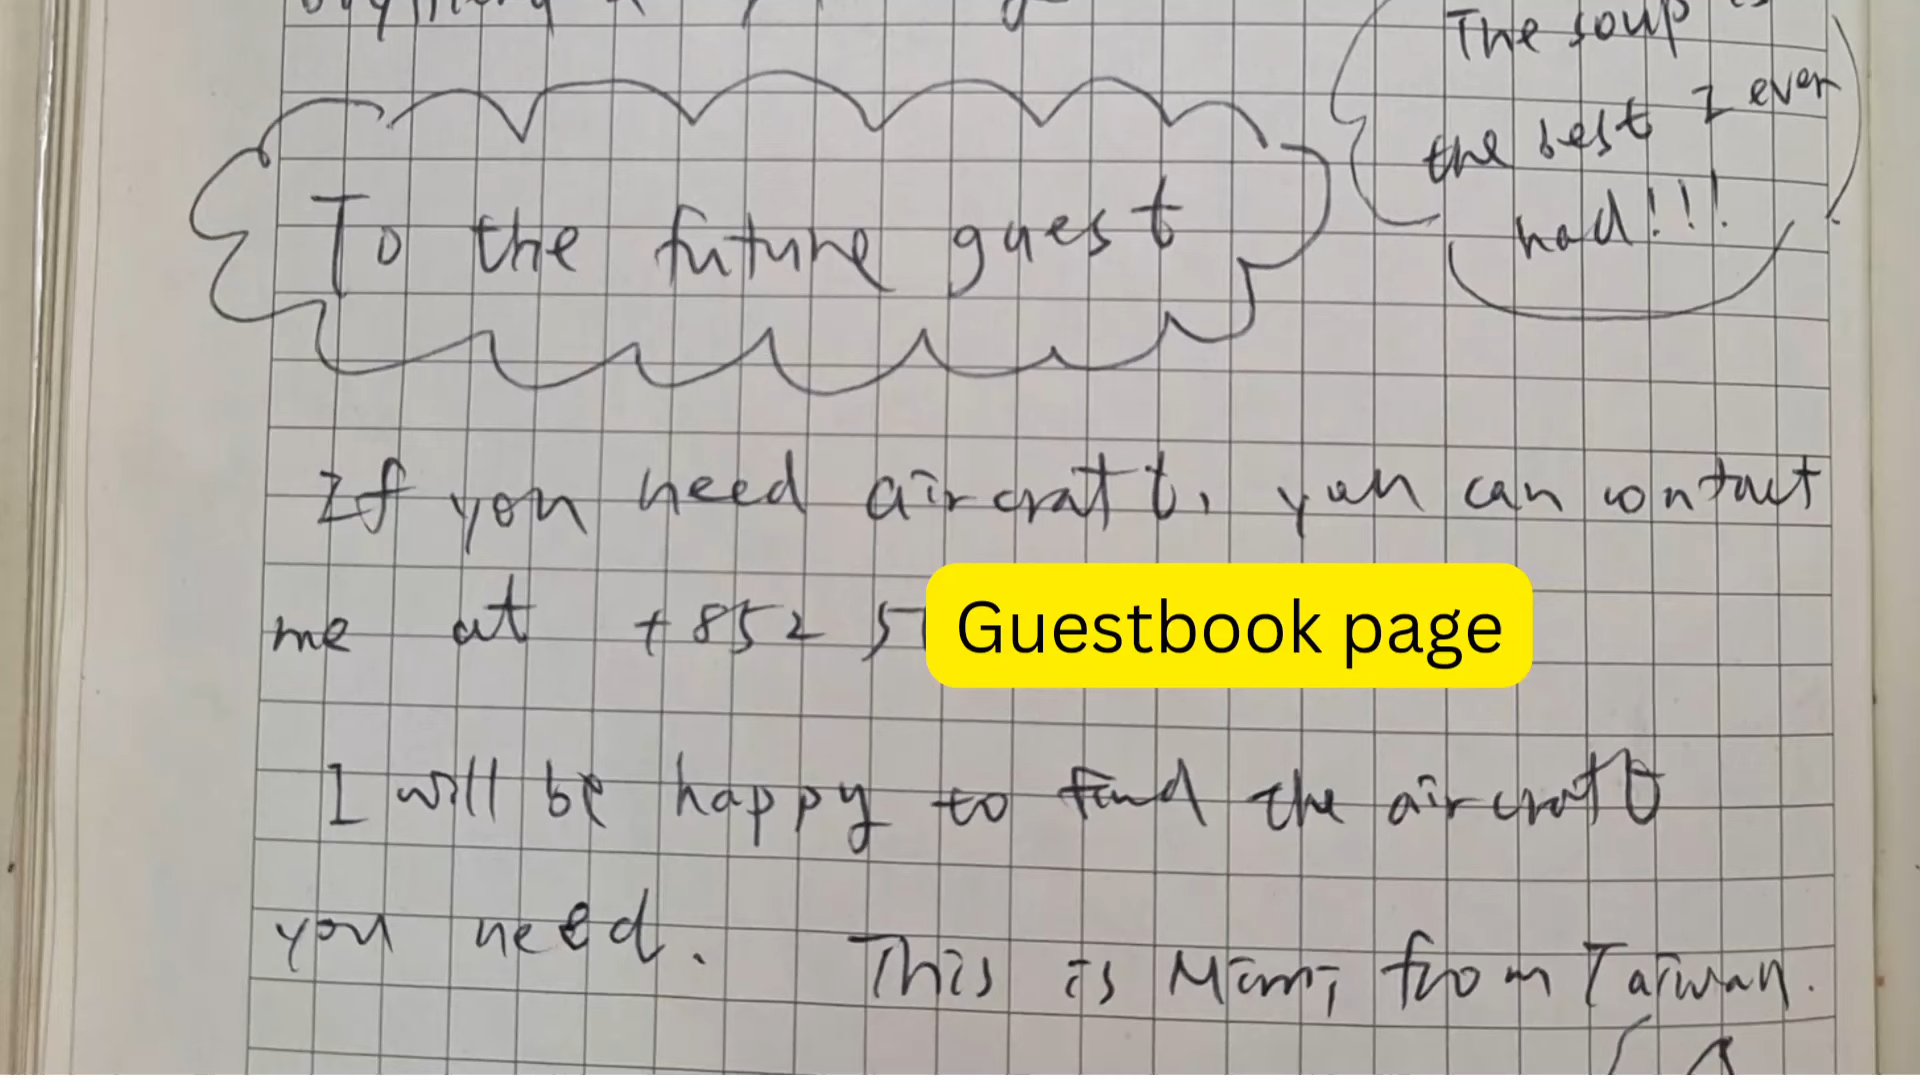 The soup is
the best I ever
had!!!
To the future guest
If you need aircraft, you can contact
me at +852 5
Guestbook page
I will be happy to find the aircraft
you need. This is Mimi, from Taiwan.